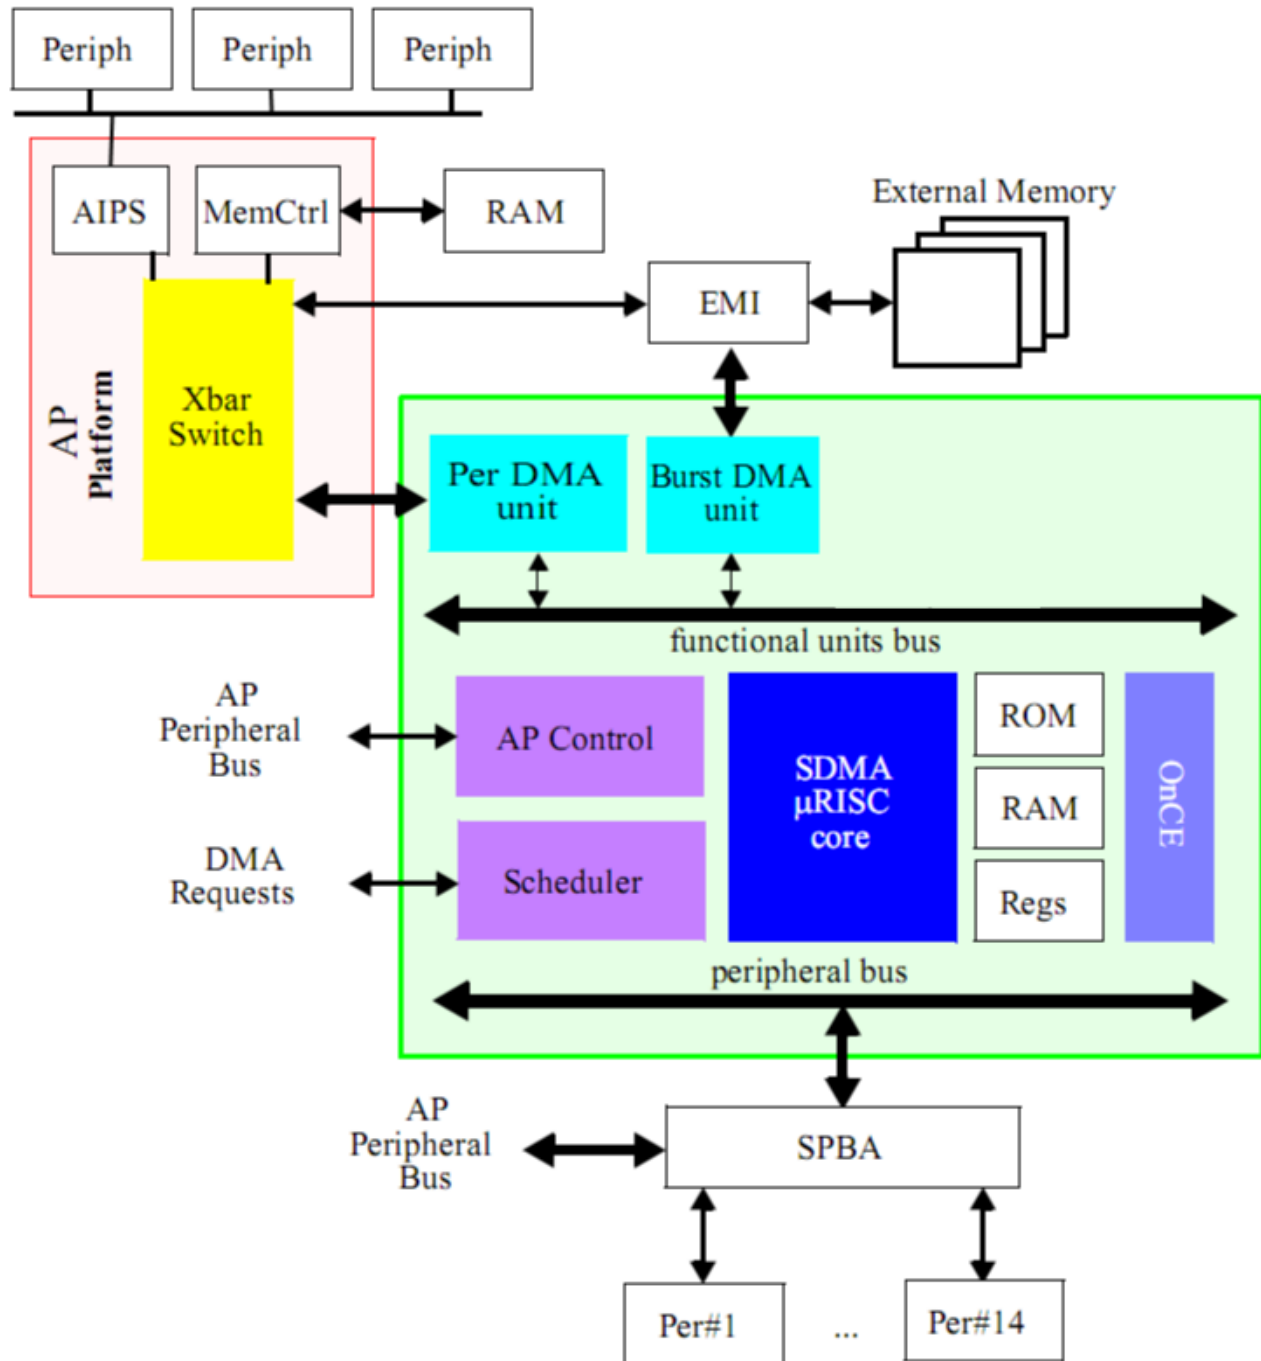 Periph
Periph
Periph
AIPS
MemCtrl
RAM
External Memory
EMI
AP
Platform
Xbar
Switch
Per DMA
unit
Burst DMA
unit
functional units bus
AP
Peripheral
Bus
AP Control
SDMA
μRISC
core
ROM
RAM
Regs
OnCE
DMA
Requests
Scheduler
peripheral bus
AP
Peripheral
Bus
SPBA
Per#1
...
Per#14